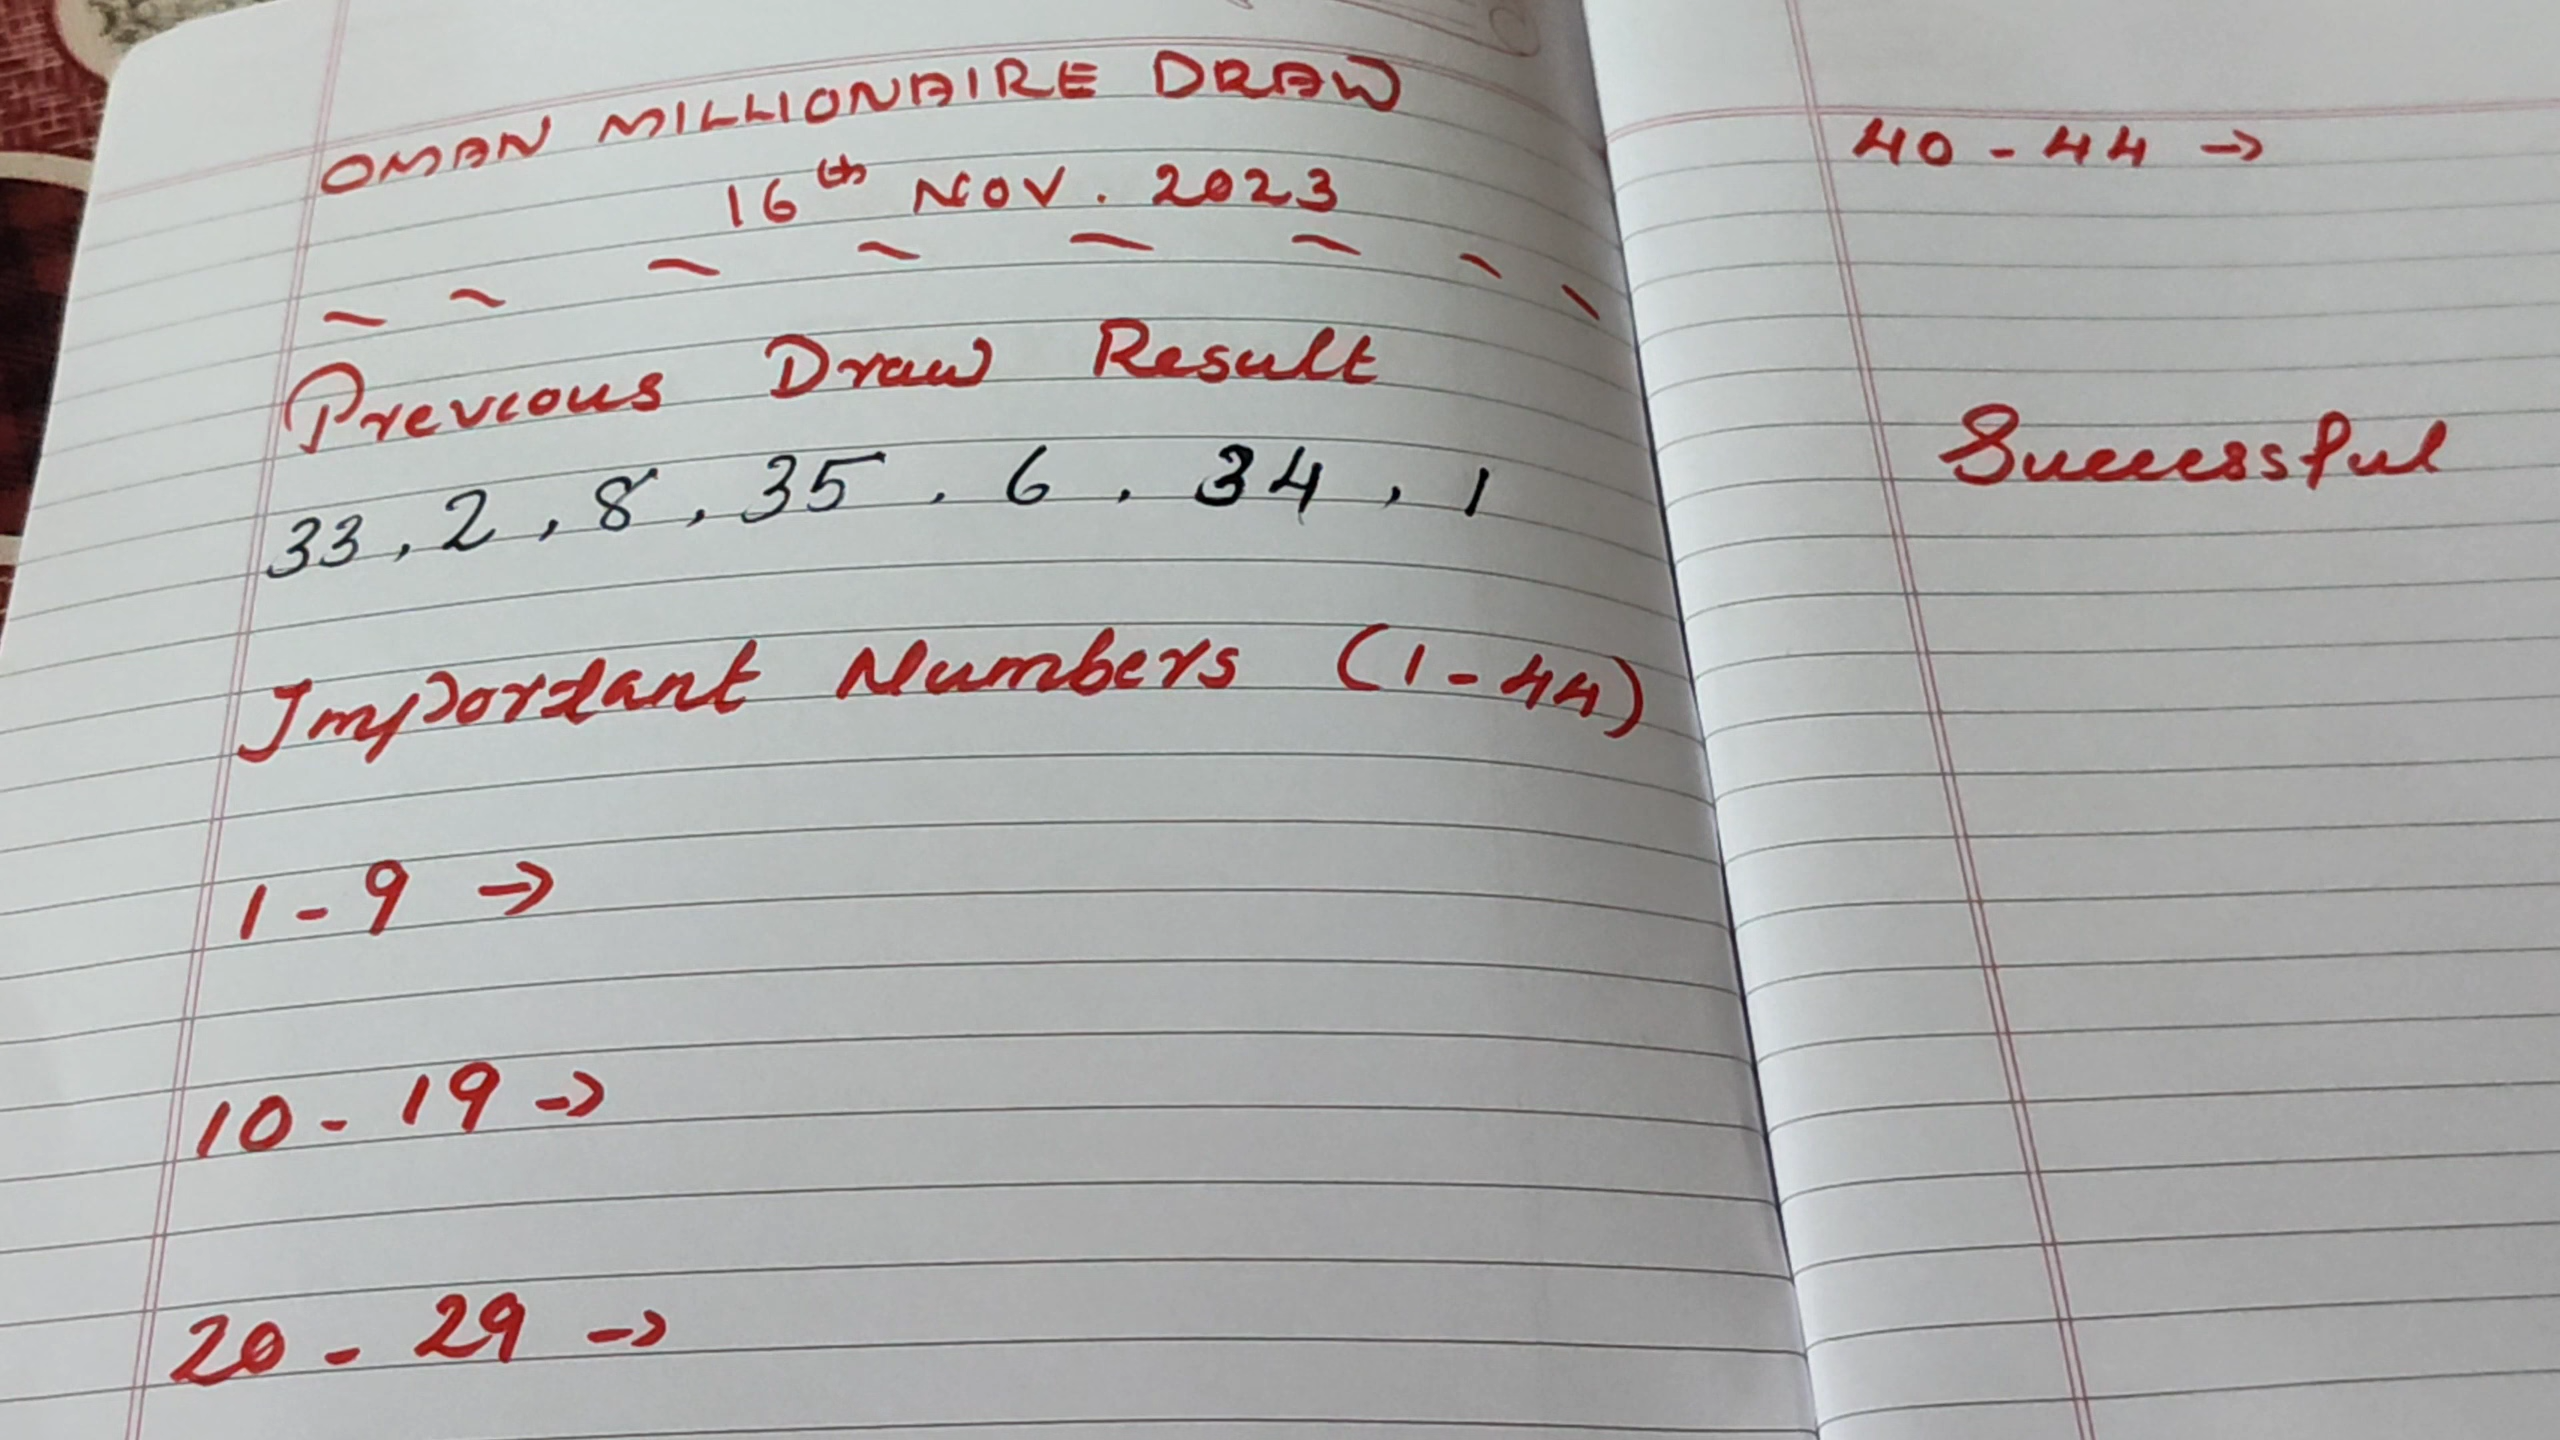 OMAN MILLIONAIRE DRAW
16th NOV. 2023
Previous Draw Result
33, 2, 8, 35, 6, 34, 1
Important Numbers (1-44)
1-9 →
10-19 →
20-29 →
40-44 →
Successful